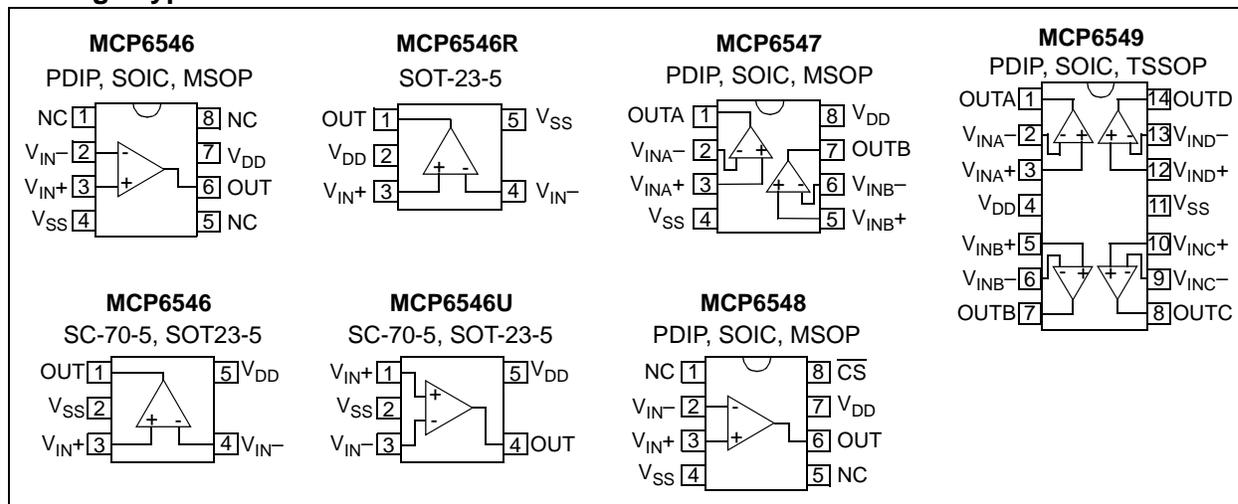 MCP6546
PDIP, SOIC, MSOP
NC 1 8 NC
VIN– 2 - 7 VDD
VIN+ 3 + 6 OUT
VSS 4 5 NC
MCP6546R
SOT-23-5
OUT 1 5 VSS
VDD 2
VIN+ 3 + - 4 VIN–
MCP6547
PDIP, SOIC, MSOP
OUTA 1 8 VDD
VINA– 2 - + 7 OUTB
VINA+ 3 + - 6 VINB–
VSS 4 5 VINB+
MCP6549
PDIP, SOIC, TSSOP
OUTA 1 14 OUTD
VINA– 2 - + + - 13 VIND–
VINA+ 3 12 VIND+
VDD 4 11 VSS
VINB+ 5 10 VINC+
VINB– 6 - + + - 9 VINC–
OUTB 7 8 OUTC
MCP6546
SC-70-5, SOT23-5
OUT 1 5 VDD
VSS 2
VIN+ 3 + - 4 VIN–
MCP6546U
SC-70-5, SOT-23-5
VIN+ 1 + 5 VDD
VSS 2 -
VIN– 3 4 OUT
MCP6548
PDIP, SOIC, MSOP
NC 1 8 CS
VIN– 2 - 7 VDD
VIN+ 3 + 6 OUT
VSS 4 5 NC